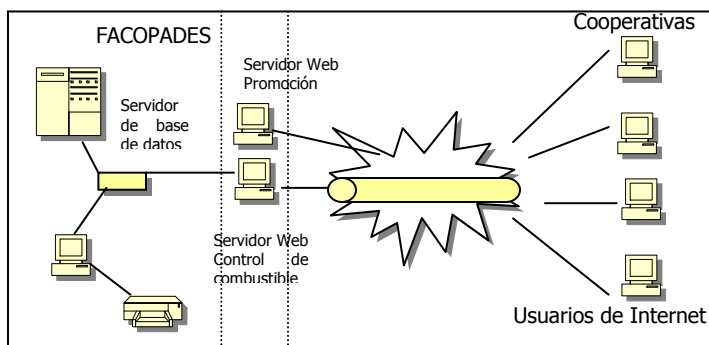 FACOPADES
Servidor
de base
de datos
Servidor Web
Promoción
Servidor Web
Control de
combustible
Cooperativas
Usuarios de Internet